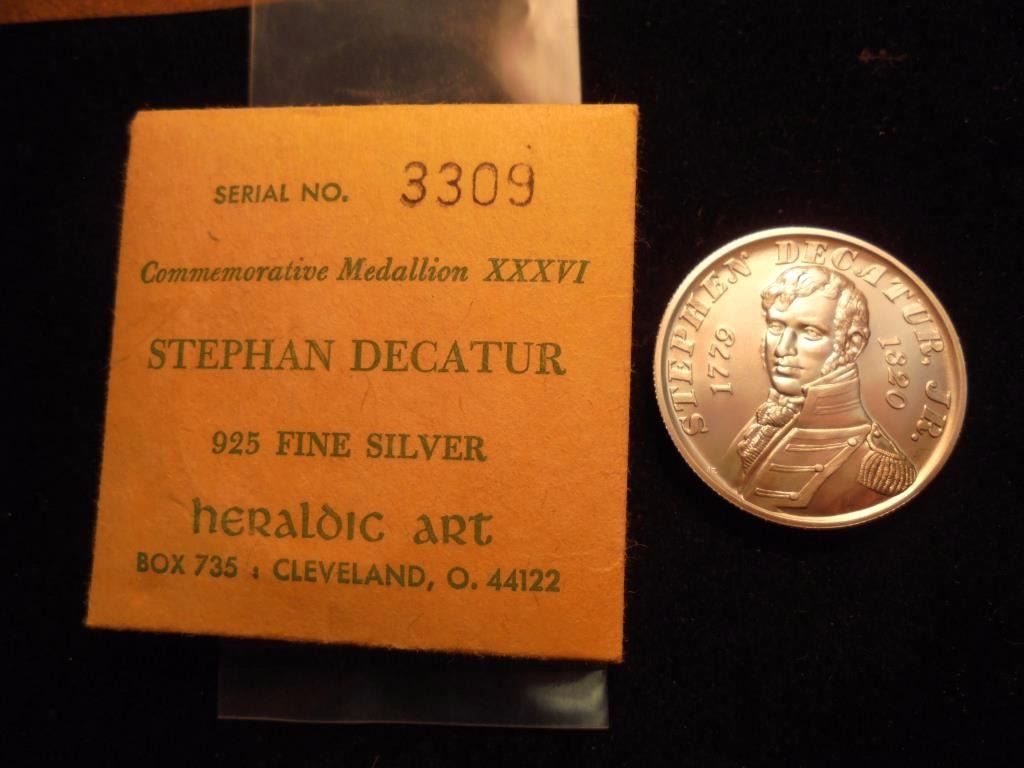 SERIAL NO. 3309
Commemorative Medallion XXXVI
STEPHAN DECATUR
925 FINE SILVER
heraldic art
BOX 735 : CLEVELAND, O. 44122
STEPHEN DECATUR, JR.
1779
1820